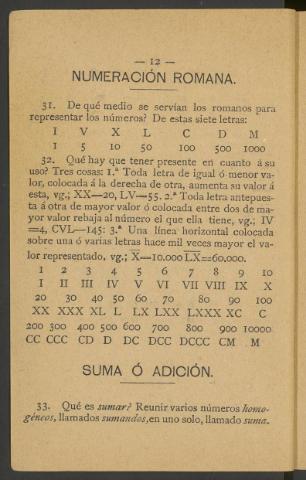 — 12 —
NUMERACIÓN ROMANA.
31. De qué medio se servían los romanos para
representar los números? De estas siete letras:
I V X L C D M
1 5 10 50 100 500 1000
32. Qué hay que tener presente en cuanto á su
uso? Tres cosas: 1.ª Toda letra de igual ó menor va-
lor, colocada á la derecha de otra, aumenta su valor á
esta, vg.; XX—20, LV—55. 2.ª Toda letra antepues-
ta á otra de mayor valor ó colocada entre dos de ma-
yor valor rebaja al número el que ella tiene, vg.; IV
=4, CVL—145: 3.ª Una línea horizontal colocada
sobre una ó varias letras hace mil veces mayor el va-
lor representado, vg.; X̅—10.000 L̅X̅=60.000.
1 2 3 4 5 6 7 8 9 10
I II III IV V VI VII VIII IX X
20 30 40 50 60 70 80 90 100
XX XXX XL L LX LXX LXXX XC C
200 300 400 500 600 700 800 900 10000
CC CCC CD D DC DCC DCCC CM M
SUMA Ó ADICIÓN.
33. Qué es sumar? Reunir varios números homo-
géneos, llamados sumandos, en uno solo, llamado suma.